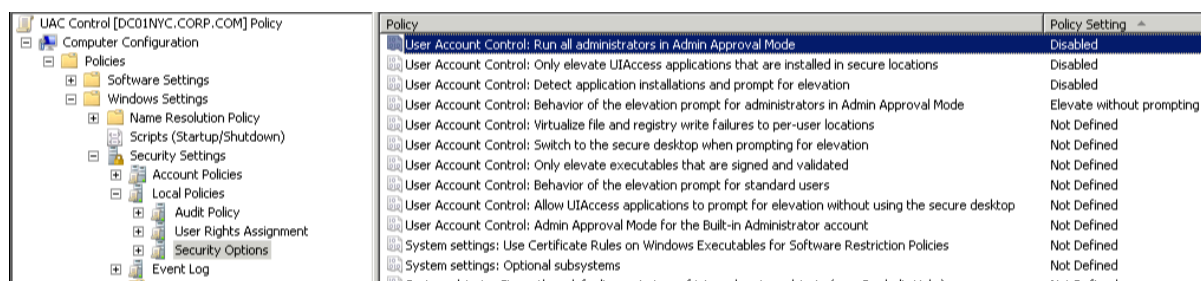 UAC Control [DC01NYC.CORP.COM] Policy
Computer Configuration
Policies
Software Settings
Windows Settings
Name Resolution Policy
Scripts (Startup/Shutdown)
Security Settings
Account Policies
Local Policies
Audit Policy
User Rights Assignment
Security Options
Event Log
Policy Policy Setting
User Account Control: Run all administrators in Admin Approval Mode Disabled
User Account Control: Only elevate UIAccess applications that are installed in secure locations Disabled
User Account Control: Detect application installations and prompt for elevation Disabled
User Account Control: Behavior of the elevation prompt for administrators in Admin Approval Mode Elevate without prompting
User Account Control: Virtualize file and registry write failures to per-user locations Not Defined
User Account Control: Switch to the secure desktop when prompting for elevation Not Defined
User Account Control: Only elevate executables that are signed and validated Not Defined
User Account Control: Behavior of the elevation prompt for standard users Not Defined
User Account Control: Allow UIAccess applications to prompt for elevation without using the secure desktop Not Defined
User Account Control: Admin Approval Mode for the Built-in Administrator account Not Defined
System settings: Use Certificate Rules on Windows Executables for Software Restriction Policies Not Defined
System settings: Optional subsystems Not Defined